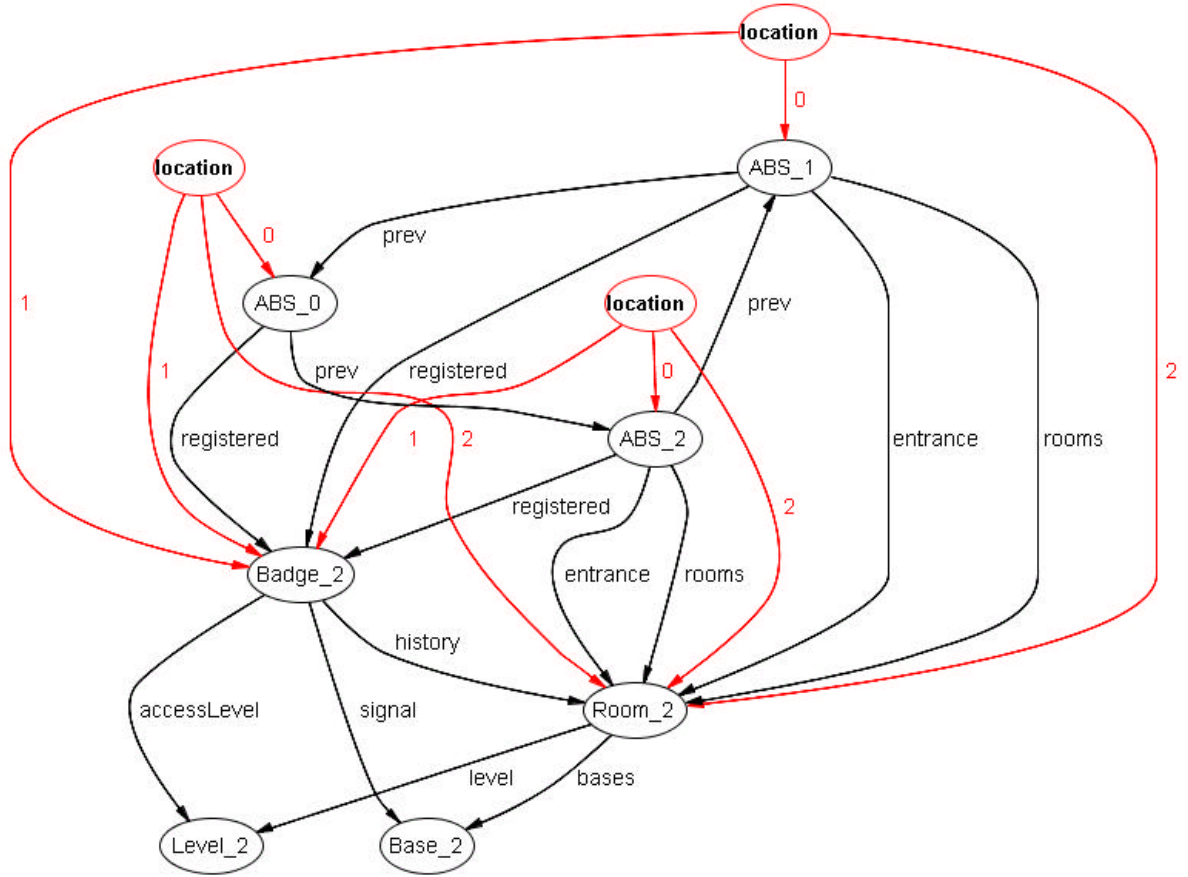 location
0
ABS_1
location
0
prev
ABS_0
location
1
prev
prev
1
registered
0
2
registered
1
2
ABS_2
entrance
rooms
registered
2
Badge_2
entrance
rooms
history
accessLevel
signal
Room_2
level
bases
Level_2
Base_2